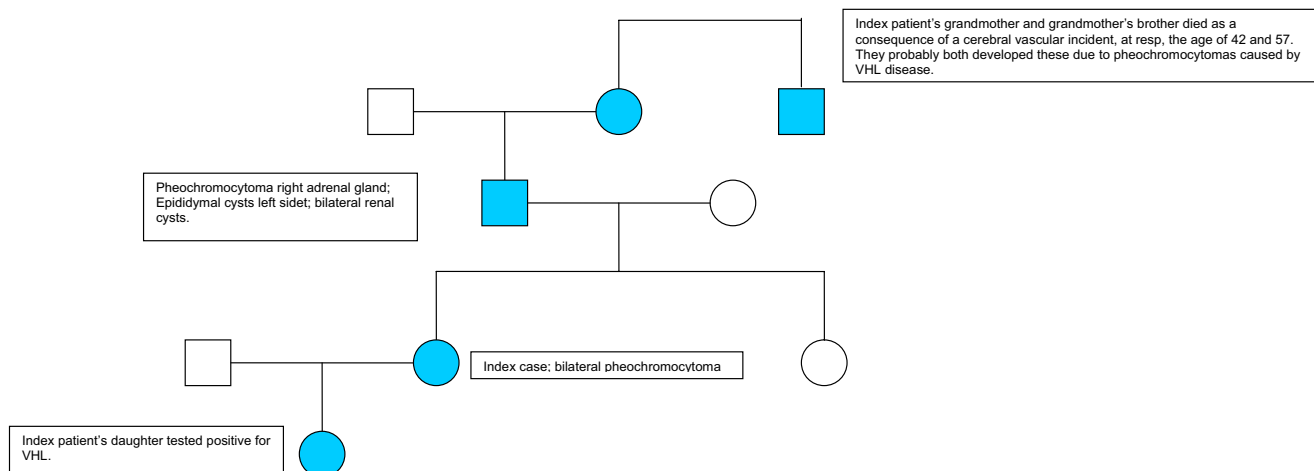 Index patient's grandmother and grandmother's brother died as a
consequence of a cerebral vascular incident, at resp, the age of 42 and 57.
They probably both developed these due to pheochromocytomas caused by
VHL disease.
Pheochromocytoma right adrenal gland;
Epididymal cysts left sidet; bilateral renal
cysts.
Index case; bilateral pheochromocytoma
Index patient's daughter tested positive for
VHL.